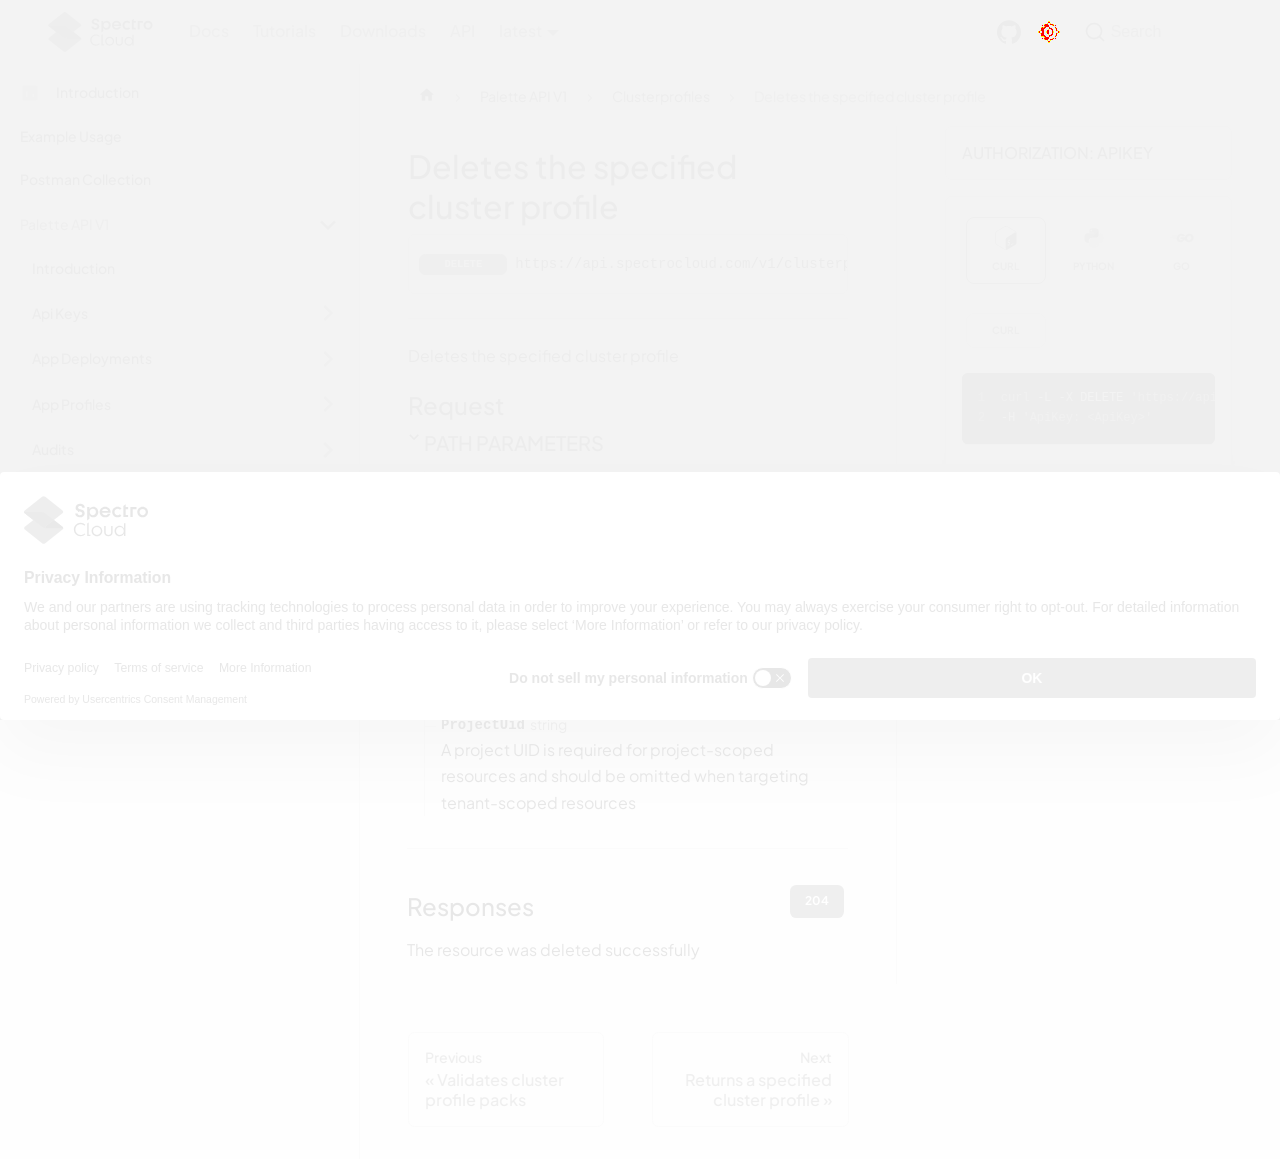 Spectro Cloud
Docs Tutorials Downloads API latest
Search
Introduction
Example Usage
Postman Collection
Palette API V1
Introduction
Api Keys
App Deployments
App Profiles
Audits
Palette API V1
Clusterprofiles
Deletes the specified cluster profile
Deletes the specified
cluster profile
https://api.spectrocloud.com/v1/clusterp
Deletes the specified cluster profile
Request
PATH PARAMETERS
AUTHORIZATION: APIKEY
CURL PYTHON GO
CURL
DELETE
Spectro
Cloud
Privacy Information
We and our partners are using tracking technologies to process personal data in order to improve your experience. You may always exercise your consumer right to opt-out. For detailed information
about personal information we collect and third parties having access to it, please select ‘More Information’ or refer to our privacy policy.
Privacy policy Terms of service More Information
Powered by Usercentrics Consent Management
Do not sell my personal information
OK
ProjectUid string
A project UID is required for project-scoped
resources and should be omitted when targeting
tenant-scoped resources
Responses
204
The resource was deleted successfully
Previous
« Validates cluster
profile packs
Next
Returns a specified
cluster profile »